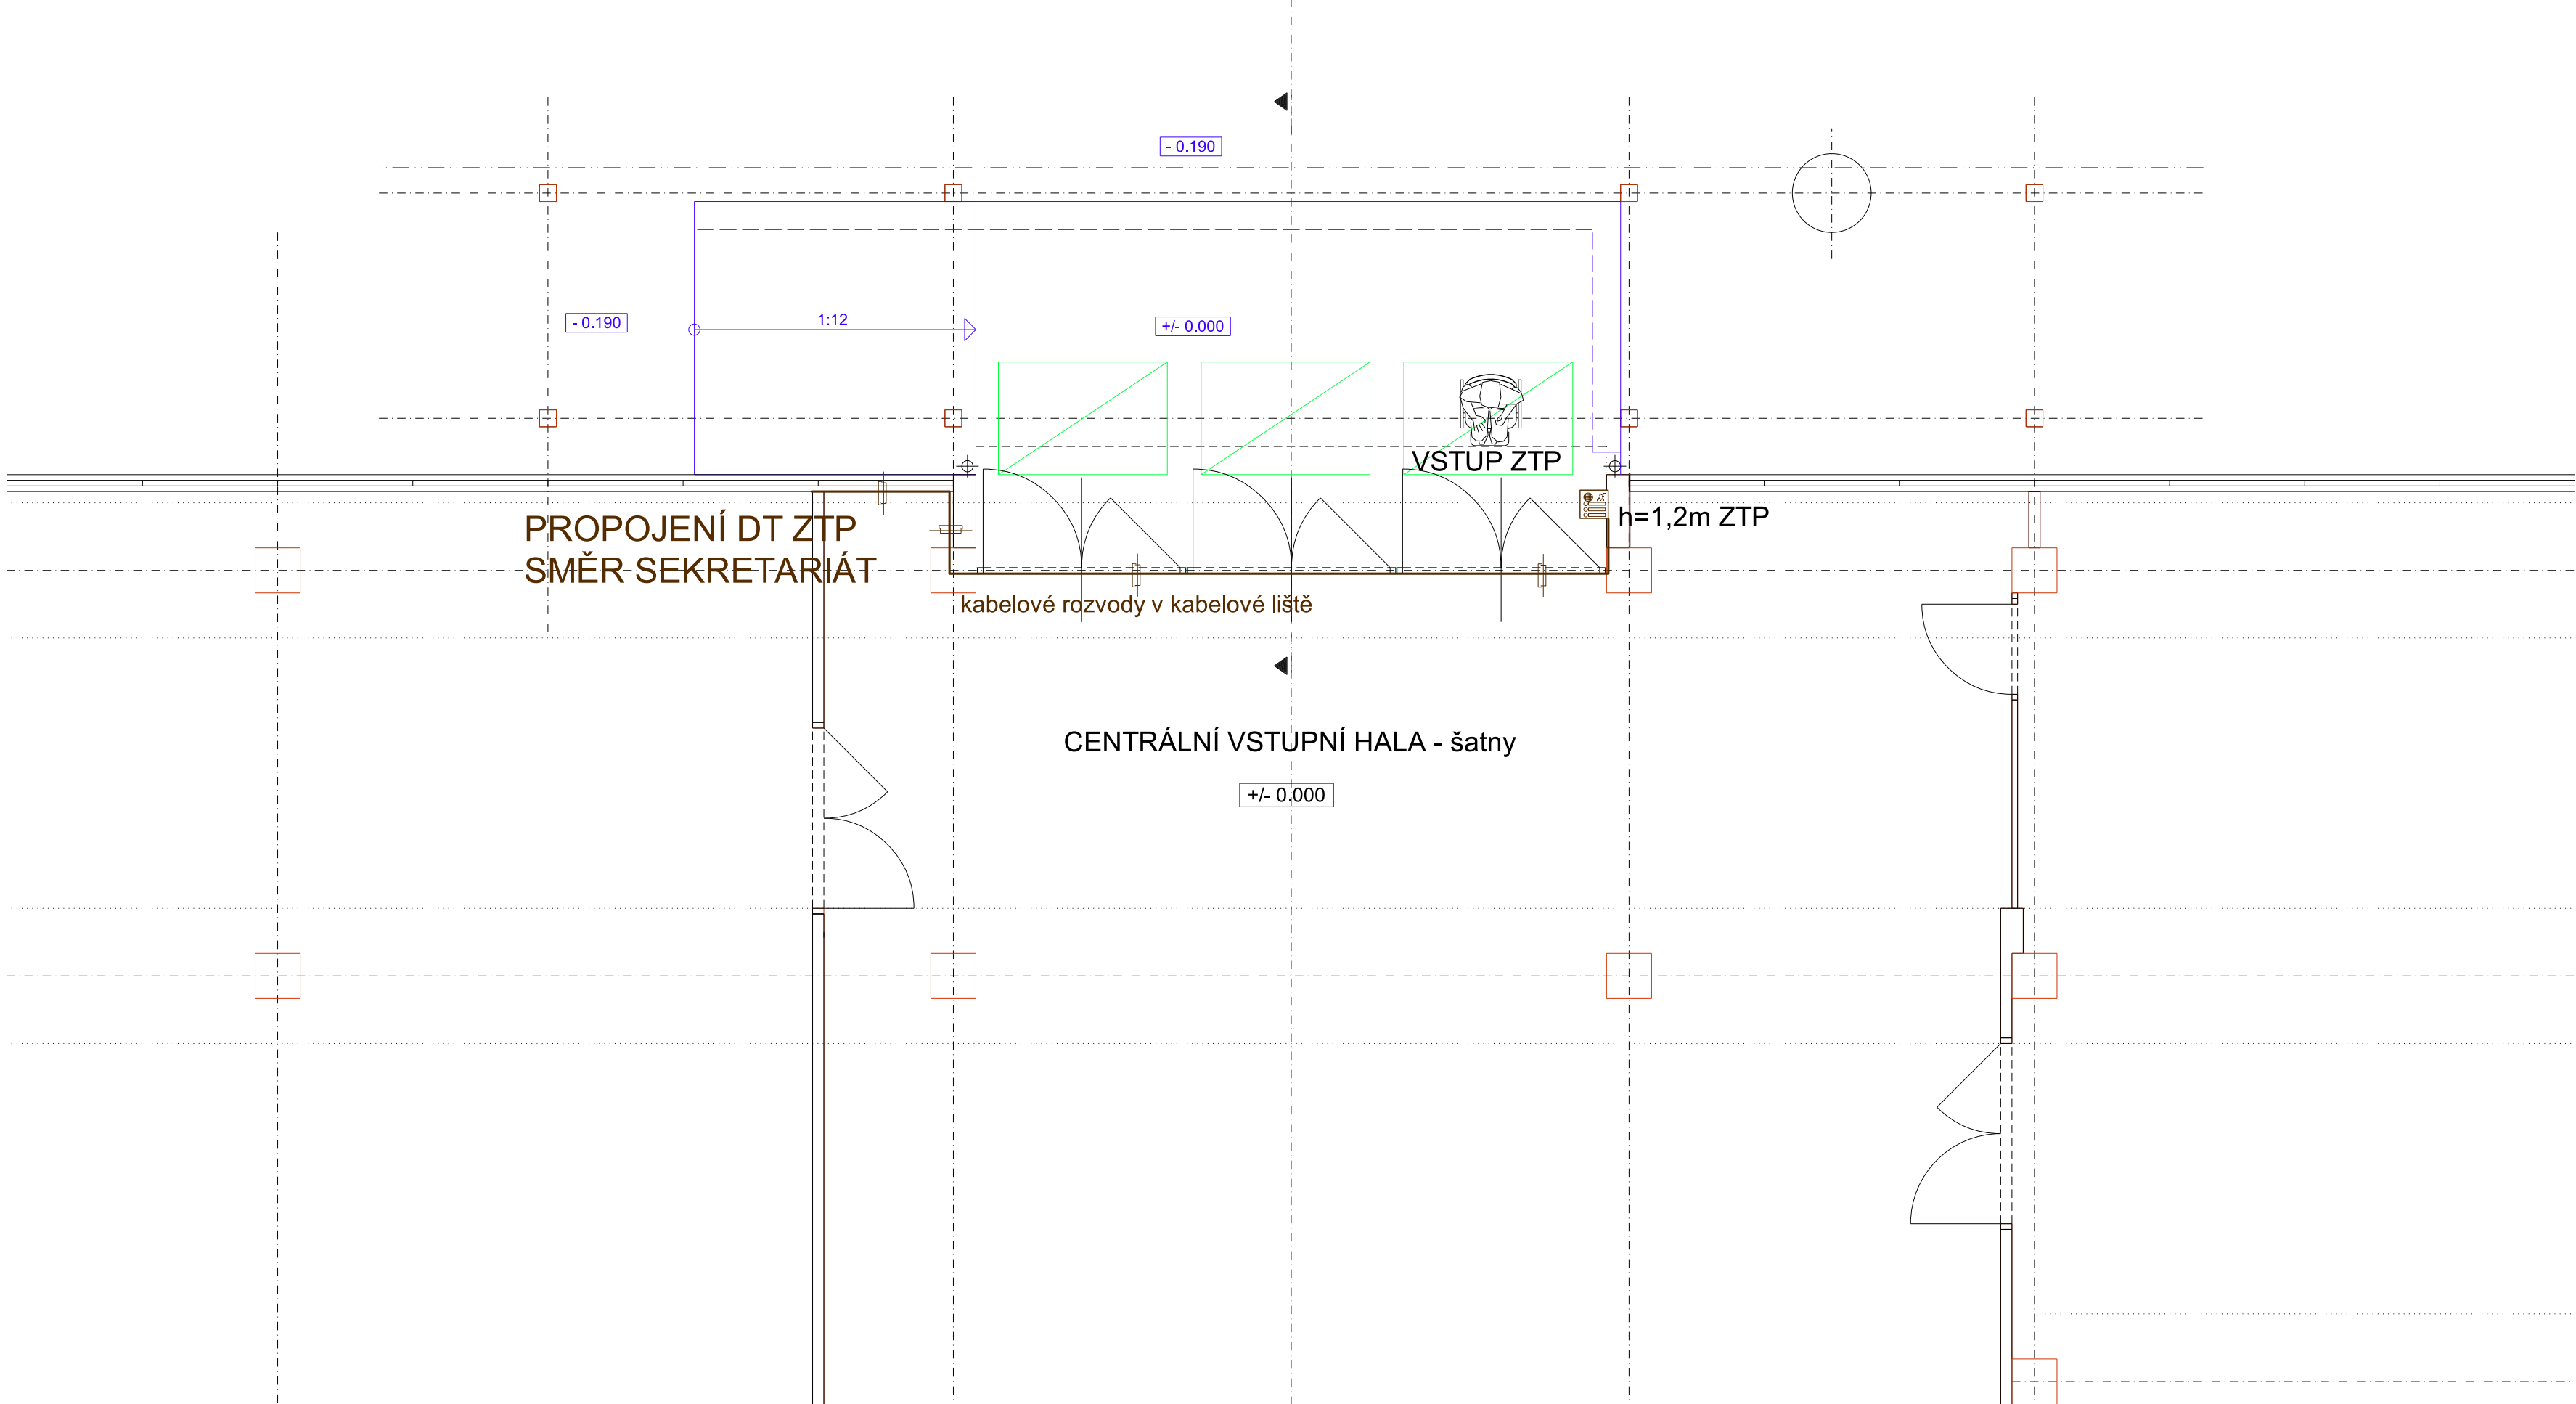 - 0.190
- 0.190
1:12
+/- 0.000
VSTUP ZTP
h=1,2m ZTP
PROPOJENÍ DT ZTP
SMĚR SEKRETARIÁT
kabelové rozvody v kabelové liště
CENTRÁLNÍ VSTUPNÍ HALA - šatny
+/- 0.000